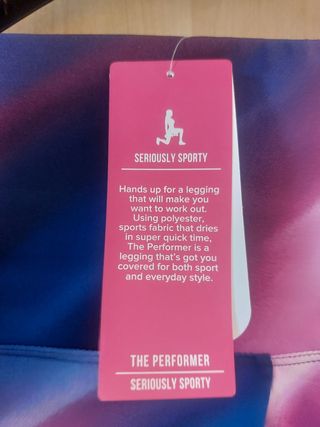 SERIOUSLY SPORTY
Hands up for a legging
that will make you
want to work out.
Using polyester,
sports fabric that dries
in super quick time,
The Performer is a
legging that's got you
covered for both sport
and everyday style.
THE PERFORMER
SERIOUSLY SPORTY